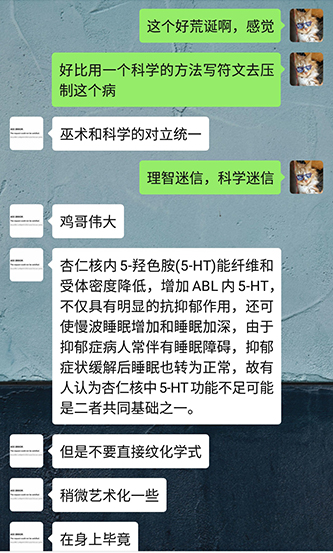 这个好荒诞啊，感觉
好比用一个科学的方法写符文去压
制这个病
巫术和科学的对立统一
理智迷信，科学迷信
鸡哥伟大
杏仁核内 5-羟色胺(5-HT)能纤维和
受体密度降低，增加 ABL 内 5-HT，
不仅具有明显的抗抑郁作用，还可
使慢波睡眠增加和睡眠加深，由于
抑郁症病人常伴有睡眠障碍，抑郁
症状缓解后睡眠也转为正常，故有
人认为杏仁核中 5-HT 功能不足可能
是二者共同基础之一。
但是不要直接纹化学式
稍微艺术化一些
在身上毕竟